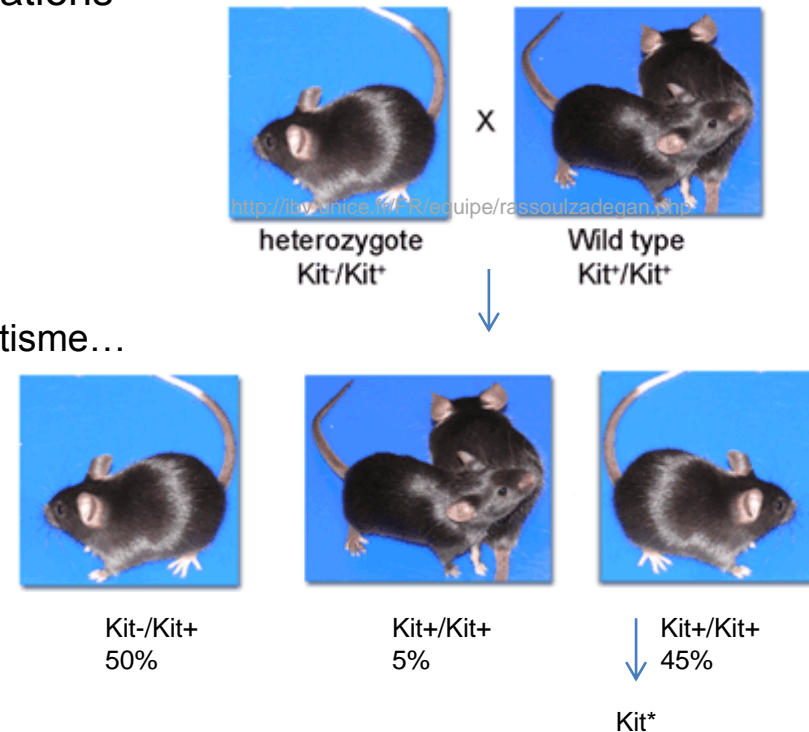 ations
X
http://ibv.unice.fr/FR/equipe/rassoulzadegan.php
heterozygote
Kit⁻/Kit⁺
Wild type
Kit⁺/Kit⁺
tisme…
Kit-/Kit+
50%
Kit+/Kit+
5%
Kit+/Kit+
45%
Kit*